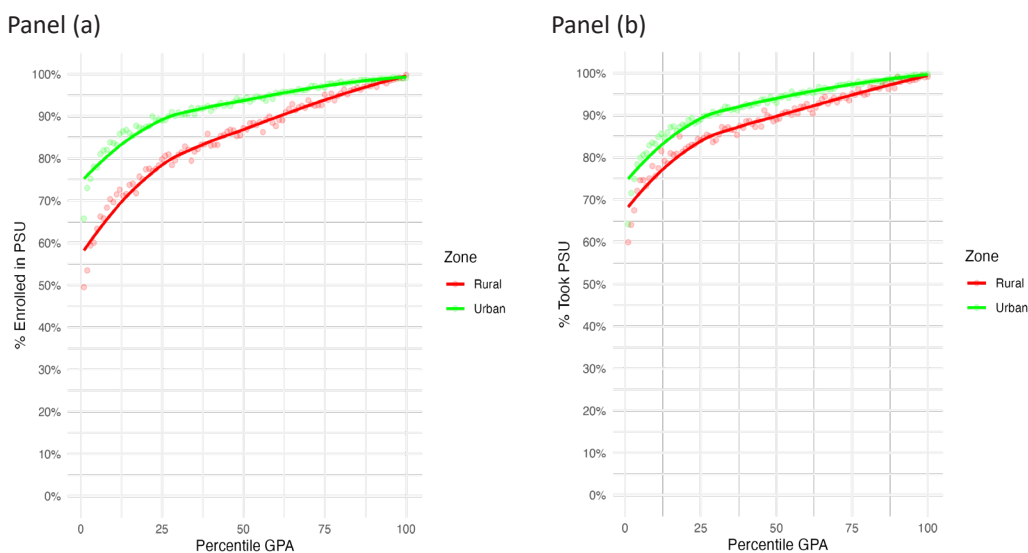 Panel (a)
100%
90%
80%
70%
60%
50%
40%
30%
20%
10%
0%
% Enrolled in PSU
0 25 50 75 100
Percentile GPA
Zone
Rural
Urban
Panel (b)
100%
90%
80%
70%
60%
50%
40%
30%
20%
10%
0%
% Took PSU
0 25 50 75 100
Percentile GPA
Zone
Rural
Urban